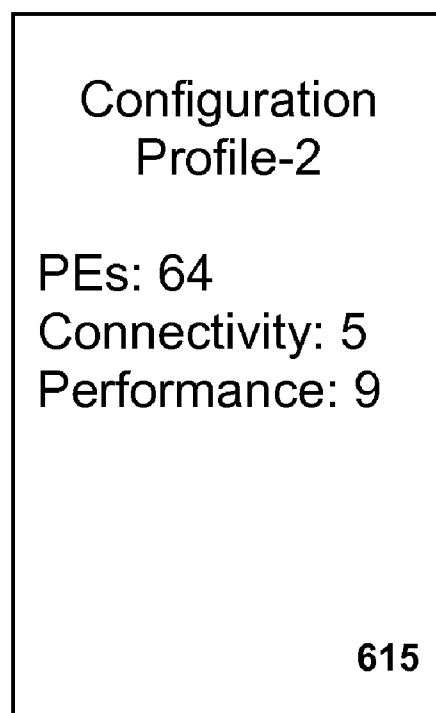 Configuration
Profile-2
PEs: 64
Connectivity: 5
Performance: 9
615